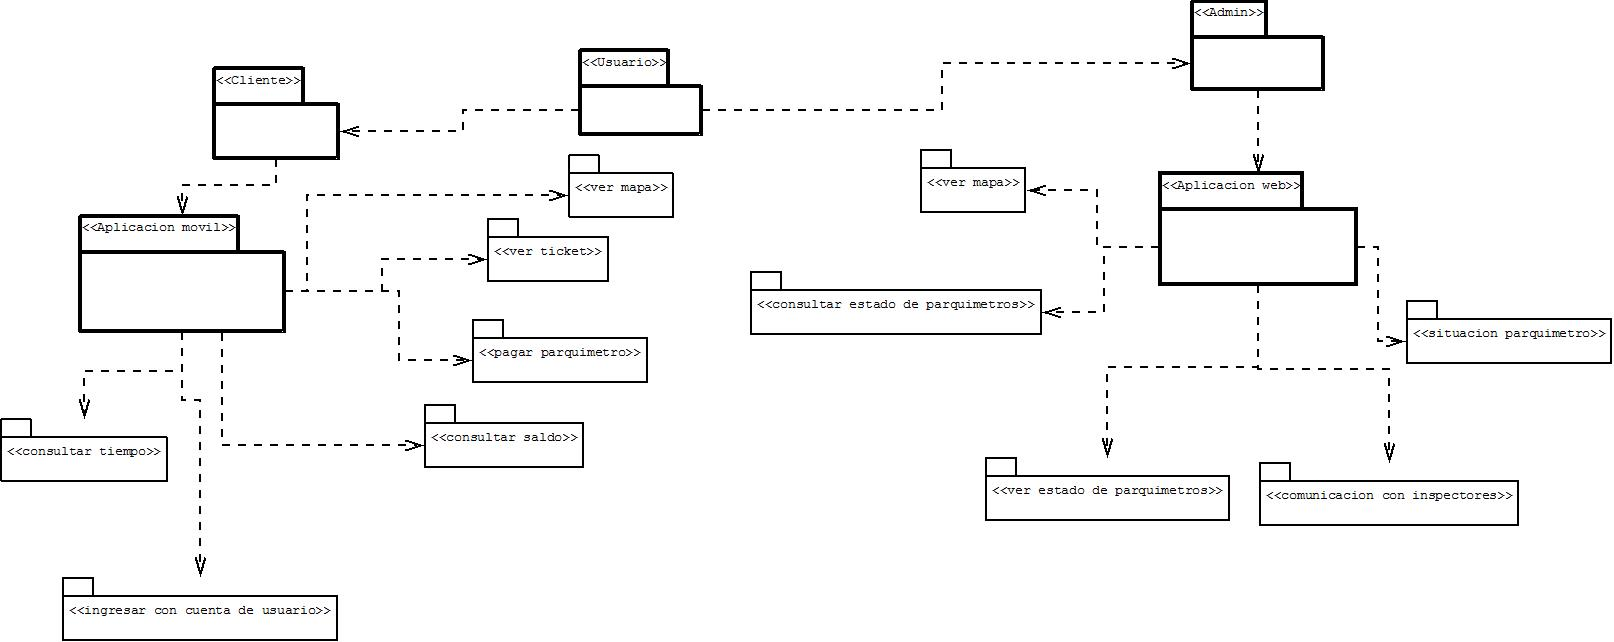 <<Admin>>
<<Usuario>>
<<Cliente>>
<<ver mapa>>
<<ver mapa>>
<<Aplicacion web>>
<<Aplicacion movil>>
<<ver ticket>>
<<consultar estado de parquimetros>>
<<situacion parquimetro>>
<<pagar parquimetro>>
<<consultar saldo>>
<<consultar tiempo>>
<<ver estado de parquimetros>>
<<comunicacion con inspectores>>
<<ingresar con cuenta de usuario>>